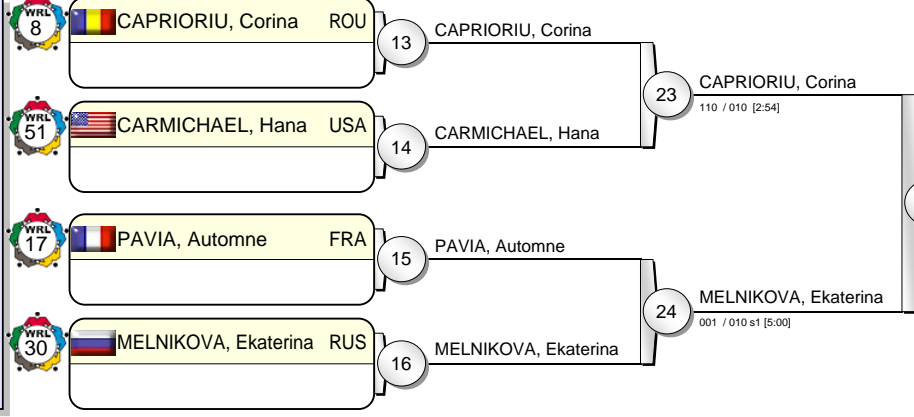 WRL 8 CAPRIORIU, Corina ROU
13 CAPRIORIU, Corina
23 CAPRIORIU, Corina
110 / 010 [2:54]
WRL 51 CARMICHAEL, Hana USA
14 CARMICHAEL, Hana
WRL 17 PAVIA, Automne FRA
15 PAVIA, Automne
24 MELNIKOVA, Ekaterina
001 / 010 s1 [5:00]
WRL 30 MELNIKOVA, Ekaterina RUS
16 MELNIKOVA, Ekaterina